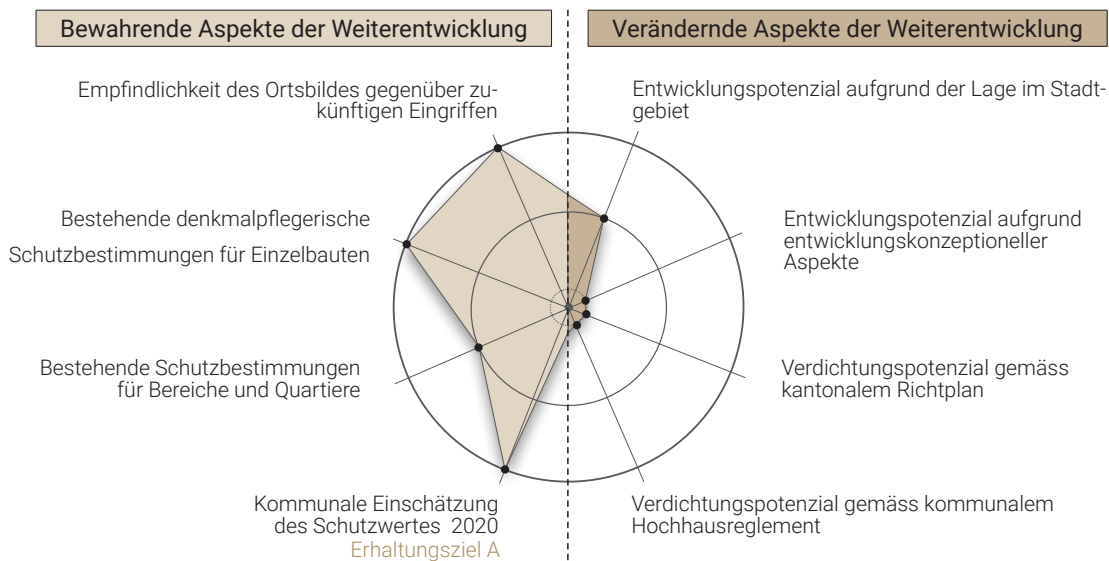 Bewahrende Aspekte der Weiterentwicklung
Verändernde Aspekte der Weiterentwicklung
Empfindlichkeit des Ortsbildes gegenüber zu-
künftigen Eingriffen
Bestehende denkmalpflegerische
Schutzbestimmungen für Einzelbauten
Bestehende Schutzbestimmungen
für Bereiche und Quartiere
Kommunale Einschätzung
des Schutzwertes 2020
Erhaltungsziel A
Entwicklungspotenzial aufgrund der Lage im Stadt-
gebiet
Entwicklungspotenzial aufgrund
entwicklungskonzeptioneller
Aspekte
Verdichtungspotenzial gemäss
kantonalem Richtplan
Verdichtungspotenzial gemäss kommunalem
Hochhausreglement